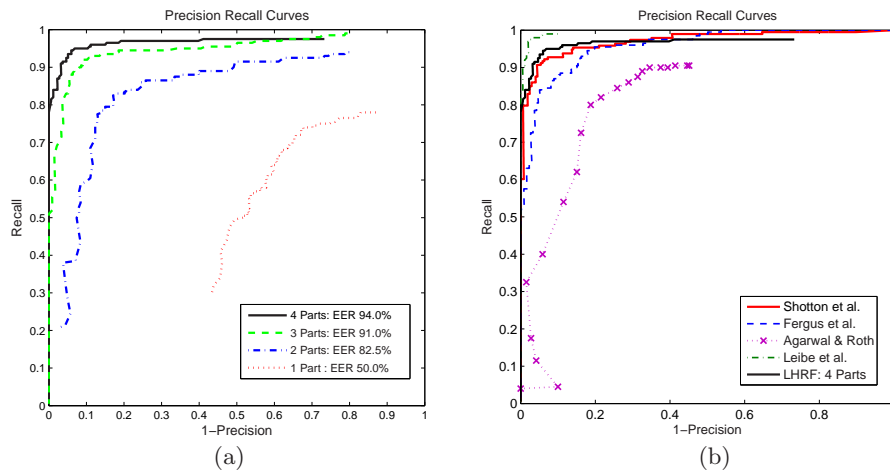 Precision Recall Curves
1
0.9
0.8
0.7
0.6
0.5
0.4
0.3
0.2
0.1
0
Recall
0 0.1 0.2 0.3 0.4 0.5 0.6 0.7 0.8 0.9 1
1−Precision
4 Parts: EER 94.0%
3 Parts: EER 91.0%
2 Parts: EER 82.5%
1 Part : EER 50.0%
(a)
Precision Recall Curves
1
0.9
0.8
0.7
0.6
0.5
0.4
0.3
0.2
0.1
0
Recall
0 0.2 0.4 0.6 0.8
1−Precision
Shotton et al.
Fergus et al.
Agarwal & Roth
Leibe et al.
LHRF: 4 Parts
(b)